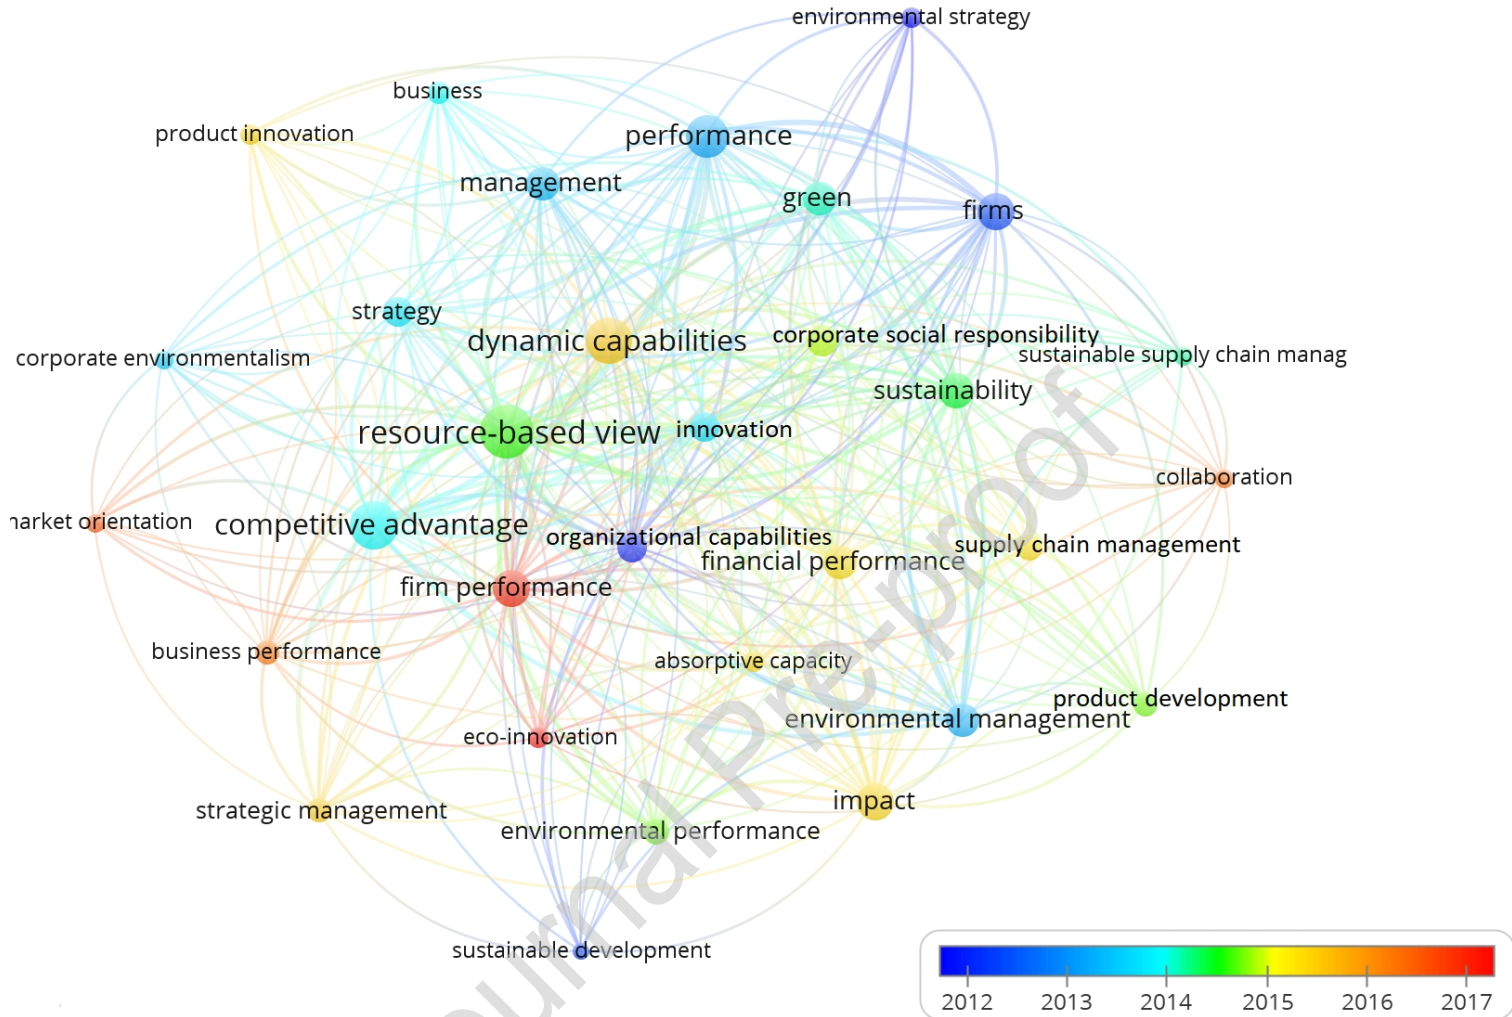 environmental strategy
business
product innovation
performance
management
green
firms
strategy
dynamic capabilities
corporate social responsibility
corporate environmentalism
sustainable supply chain manag
sustainability
resource-based view
innovation
collaboration
arket orientation
competitive advantage
organizational capabilities
supply chain management
financial performance
firm performance
business performance
absorptive capacity
product development
environmental management
eco-innovation
impact
strategic management
environmental performance
sustainable development
urnal Pre-proof
2012 2013 2014 2015 2016 2017